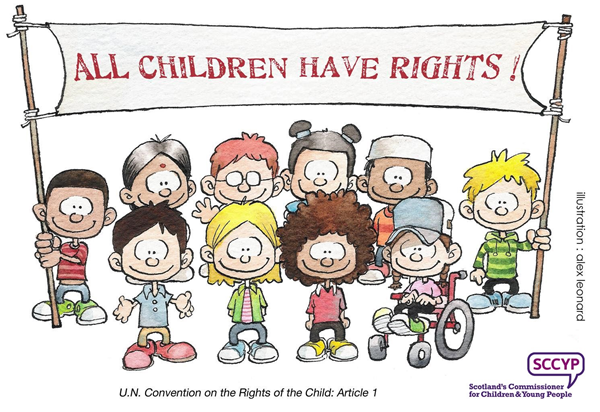 ALL CHILDREN HAVE RIGHTS!
illustration : alex leonard
SCCYP
Scotland's Commissioner
for Children & Young People
U.N. Convention on the Rights of the Child: Article 1